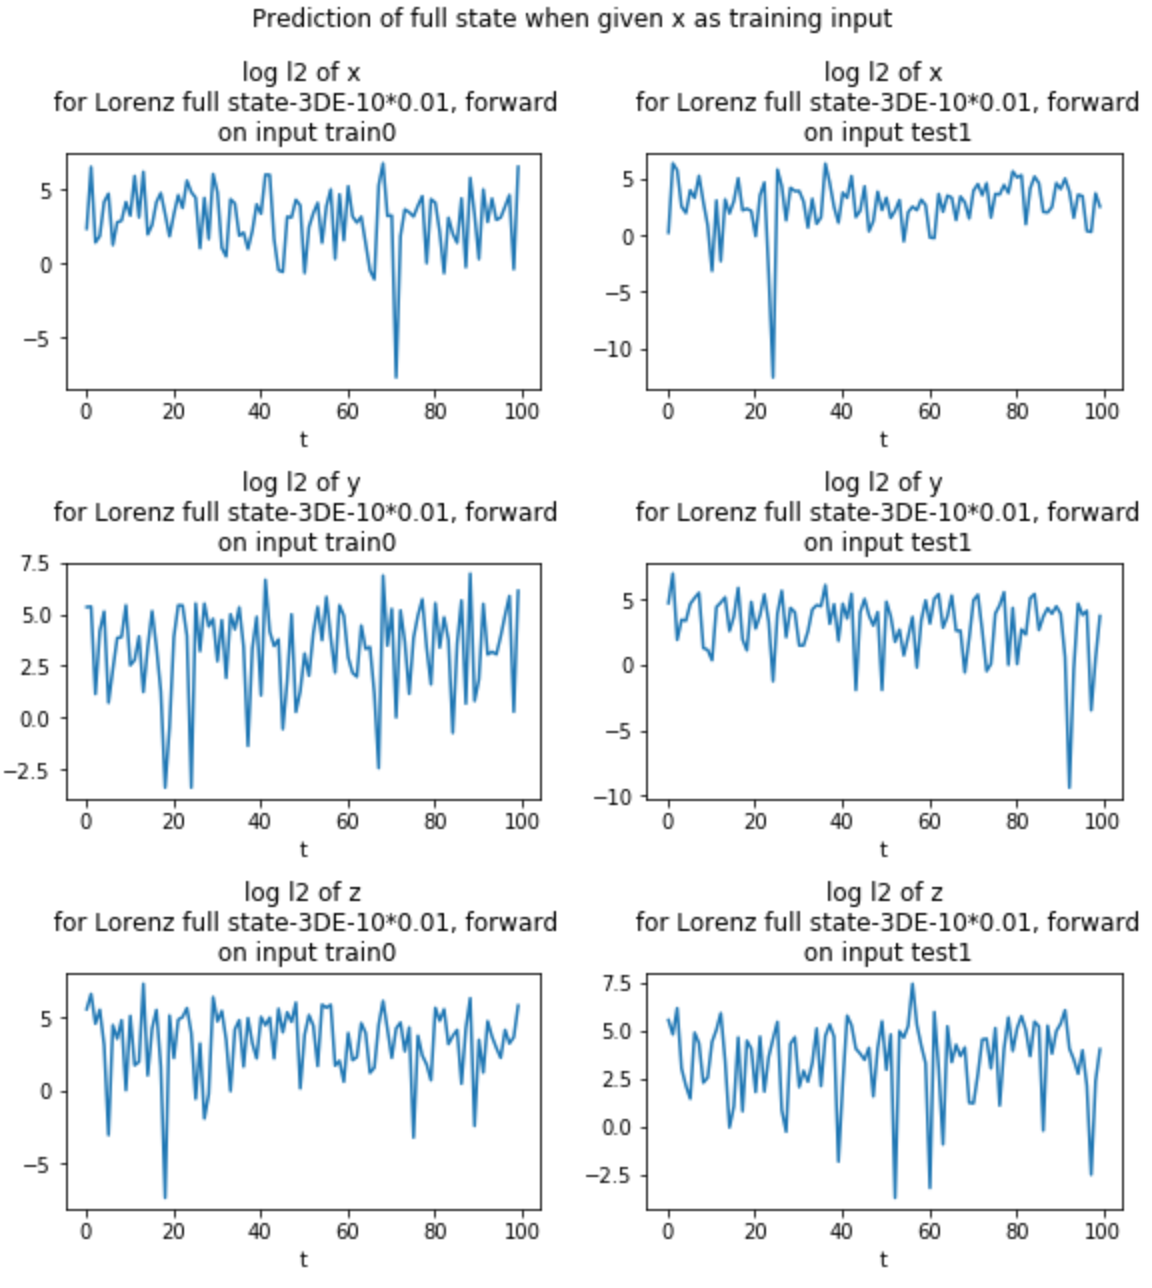 Prediction of full state when given x as training input
log l2 of x
for Lorenz full state-3DE-10*0.01, forward
on input train0
5
0
−5
0 20 40 60 80 100
t
log l2 of x
for Lorenz full state-3DE-10*0.01, forward
on input test1
5
0
−5
−10
0 20 40 60 80 100
t
log l2 of y
for Lorenz full state-3DE-10*0.01, forward
on input train0
7.5
5.0
2.5
0.0
−2.5
0 20 40 60 80 100
t
log l2 of y
for Lorenz full state-3DE-10*0.01, forward
on input test1
5
0
−5
−10
0 20 40 60 80 100
t
log l2 of z
for Lorenz full state-3DE-10*0.01, forward
on input train0
5
0
−5
0 20 40 60 80 100
t
log l2 of z
for Lorenz full state-3DE-10*0.01, forward
on input test1
7.5
5.0
2.5
0.0
−2.5
0 20 40 60 80 100
t